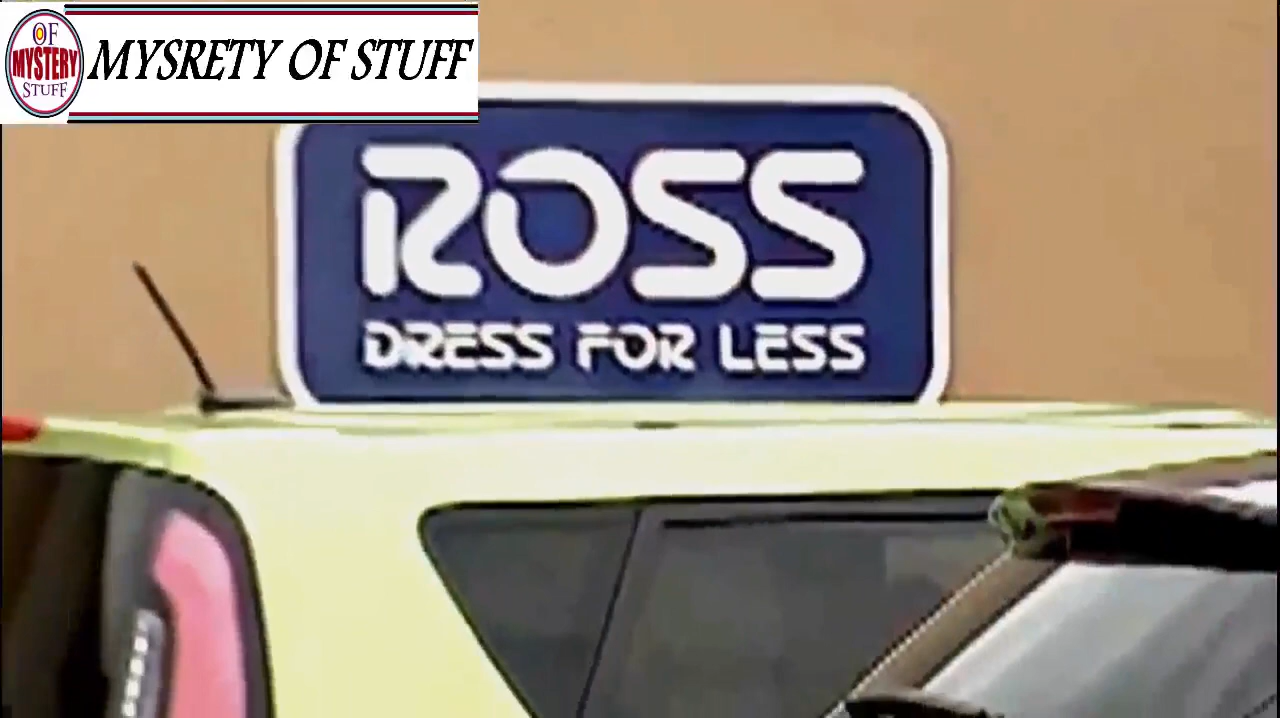 OF
MYSTERY
STUFF
MYSRETY OF STUFF
ROSS
DRESS FOR LESS